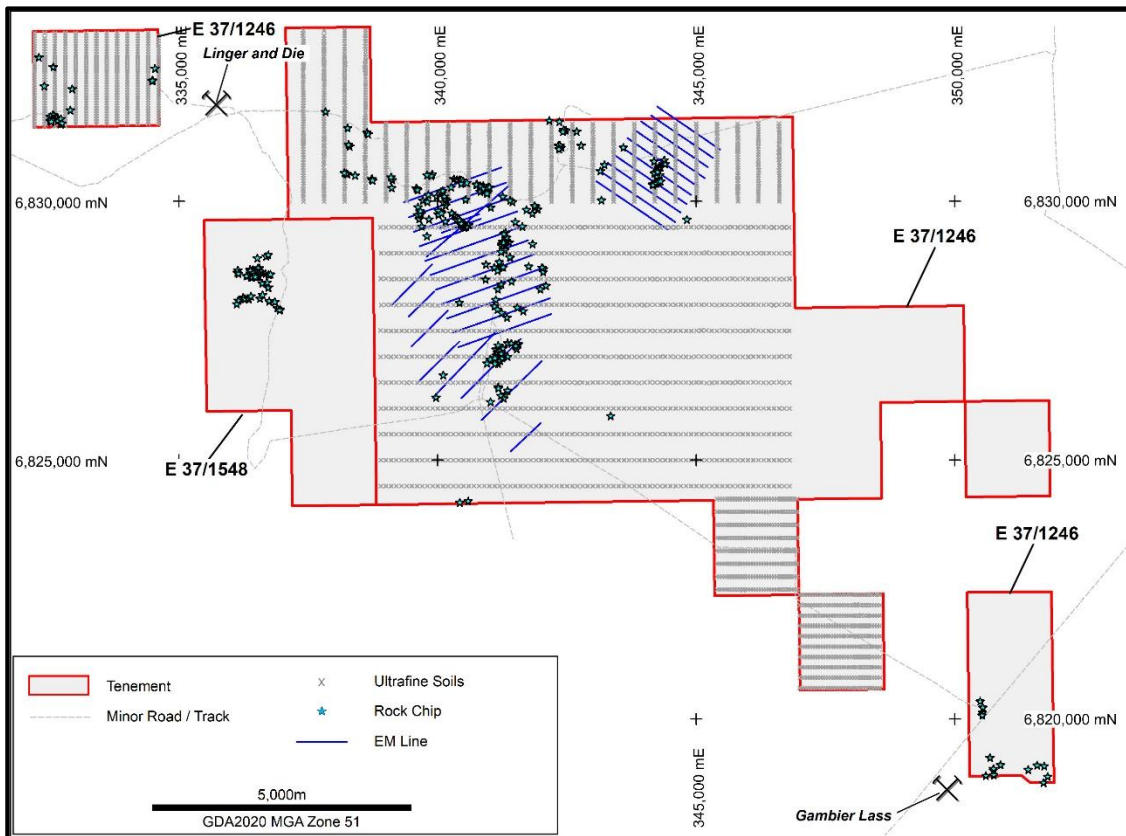 E 37/1246
Linger and Die
335,000 mE
340,000 mE
345,000 mE
350,000 mE
6,830,000 mN
6,830,000 mN
E 37/1246
6,825,000 mN
6,825,000 mN
E 37/1548
E 37/1246
6,820,000 mN
345,000 mE
350,000 mE
Gambier Lass
Tenement
Ultrafine Soils
Minor Road / Track
Rock Chip
EM Line
5,000m
GDA2020 MGA Zone 51